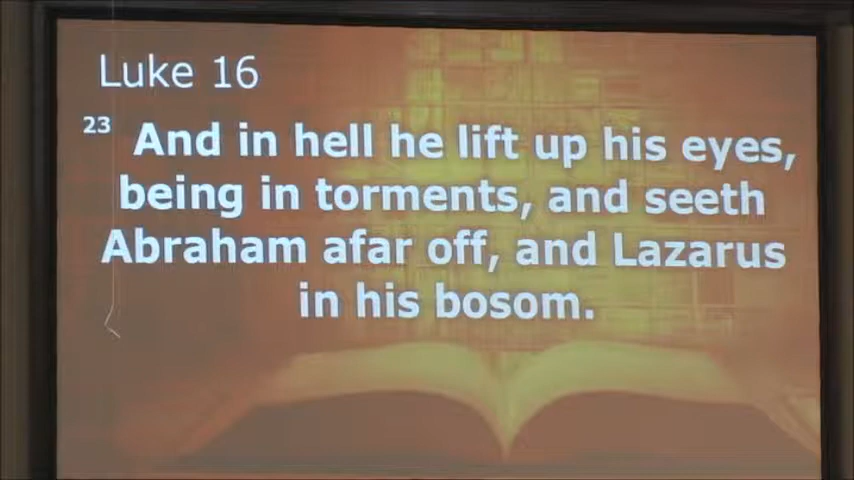 Luke 16
23 And in hell he lift up his eyes,
being in torments, and seeth
Abraham afar off, and Lazarus
in his bosom.